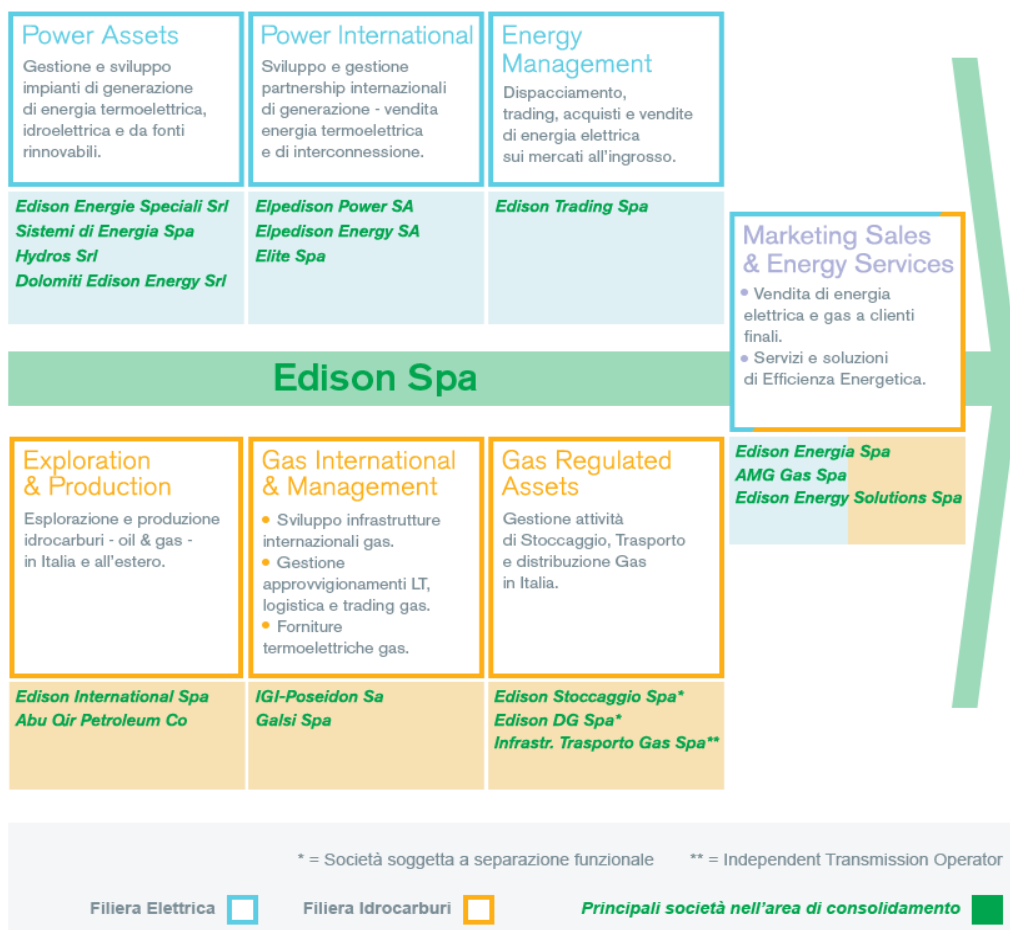 Power Assets
Gestione e sviluppo
impianti di generazione
di energia termoelettrica,
idroelettrica e da fonti
rinnovabili.
Edison Energie Speciali Srl
Sistemi di Energia Spa
Hydros Srl
Dolomiti Edison Energy Srl
Power International
Sviluppo e gestione
partnership internazionali
di generazione - vendita
energia termoelettrica
e di interconnessione.
Elpedison Power SA
Elpedison Energy SA
Elite Spa
Energy
Management
Dispacciamento,
trading, acquisti e vendite
di energia elettrica
sui mercati all'ingrosso.
Edison Trading Spa
Marketing Sales
& Energy Services
• Vendita di energia
elettrica e gas a clienti
finali.
• Servizi e soluzioni
di Efficienza Energetica.
Edison Energia Spa
AMG Gas Spa
Edison Energy Solutions Spa
Edison Spa
Exploration
& Production
Esplorazione e produzione
idrocarburi - oil & gas -
in Italia e all'estero.
Edison International Spa
Abu Qir Petroleum Co
Gas International
& Management
• Sviluppo infrastrutture
internazionali gas.
• Gestione
approvvigionamenti LT,
logistica e trading gas.
• Forniture
termoelettriche gas.
IGI-Poseidon Sa
Galsi Spa
Gas Regulated
Assets
Gestione attività
di Stoccaggio, Trasporto
e distribuzione Gas
in Italia.
Edison Stoccaggio Spa*
Edison DG Spa*
Infrastr. Trasporto Gas Spa**
* = Società soggetta a separazione funzionale ** = Independent Transmission Operator
Filiera Elettrica Filiera Idrocarburi Principali società nell'area di consolidamento